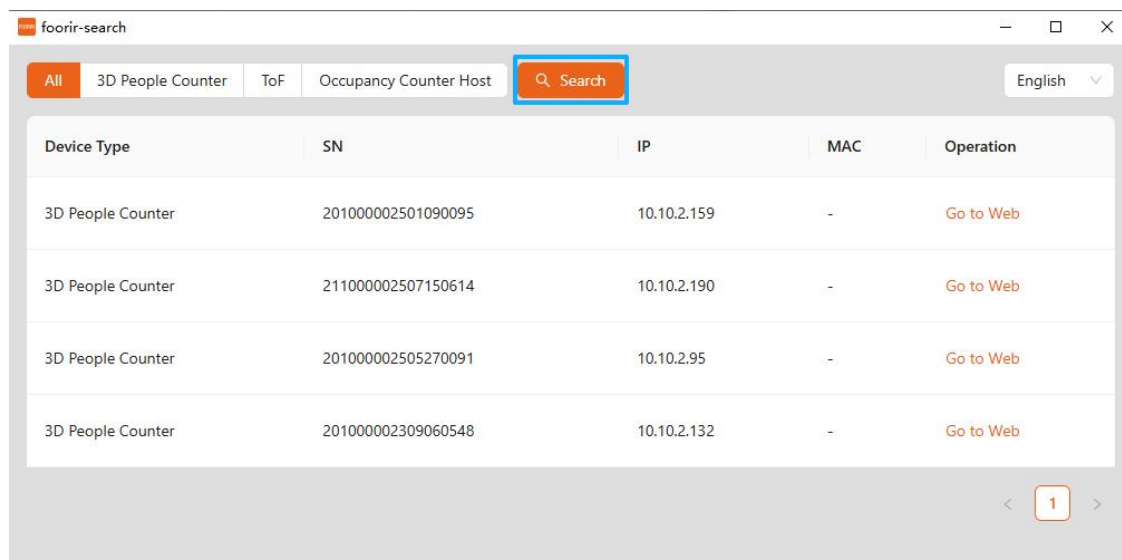 foorir-search
All 3D People Counter ToF Occupancy Counter Host Search English
Device Type SN IP MAC Operation
3D People Counter 201000002501090095 10.10.2.159 - Go to Web
3D People Counter 211000002507150614 10.10.2.190 - Go to Web
3D People Counter 201000002505270091 10.10.2.95 - Go to Web
3D People Counter 201000002309060548 10.10.2.132 - Go to Web
< 1 >